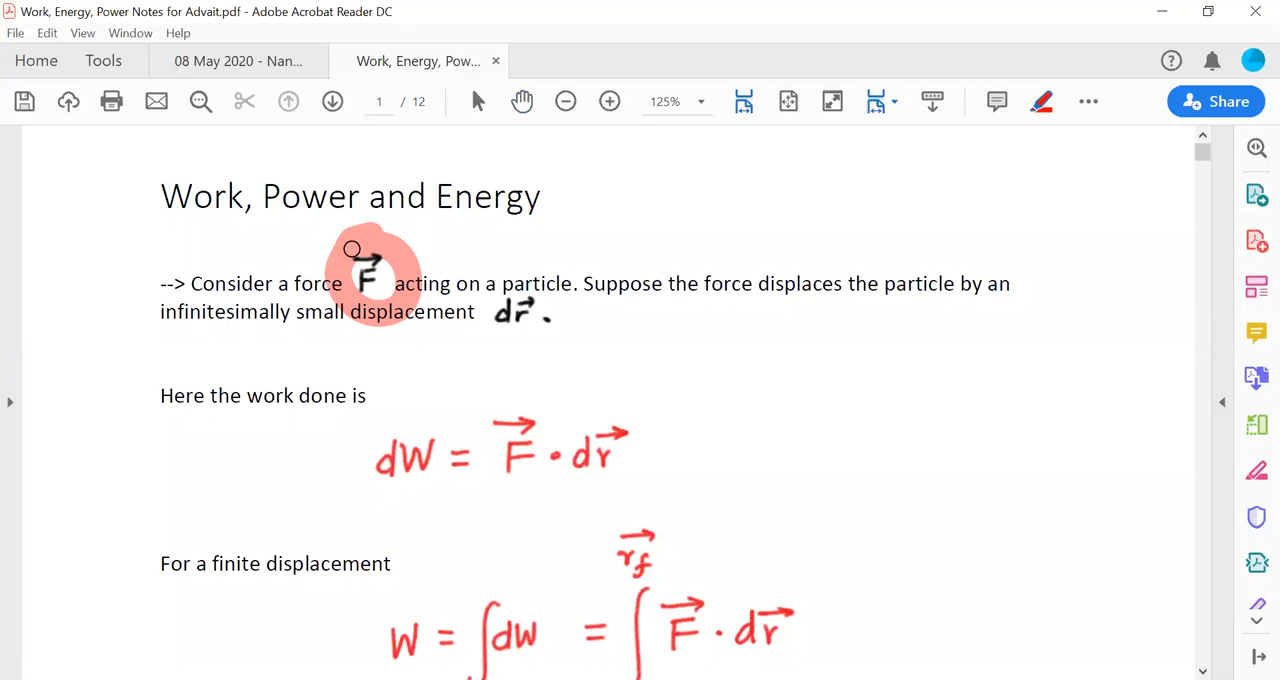 Work, Energy, Power Notes for Advait.pdf - Adobe Acrobat Reader DC
File Edit View Window Help
Home Tools 08 May 2020 - Nan... Work, Energy, Pow... ×
1 / 12 125% Share
Work, Power and Energy
--> Consider a force F⃗ acting on a particle. Suppose the force displaces the particle by an
infinitesimally small displacement dr⃗ .
Here the work done is
dW = F⃗ · dr⃗
For a finite displacement
r⃗f
W = ∫dW = ∫ F⃗ · dr⃗